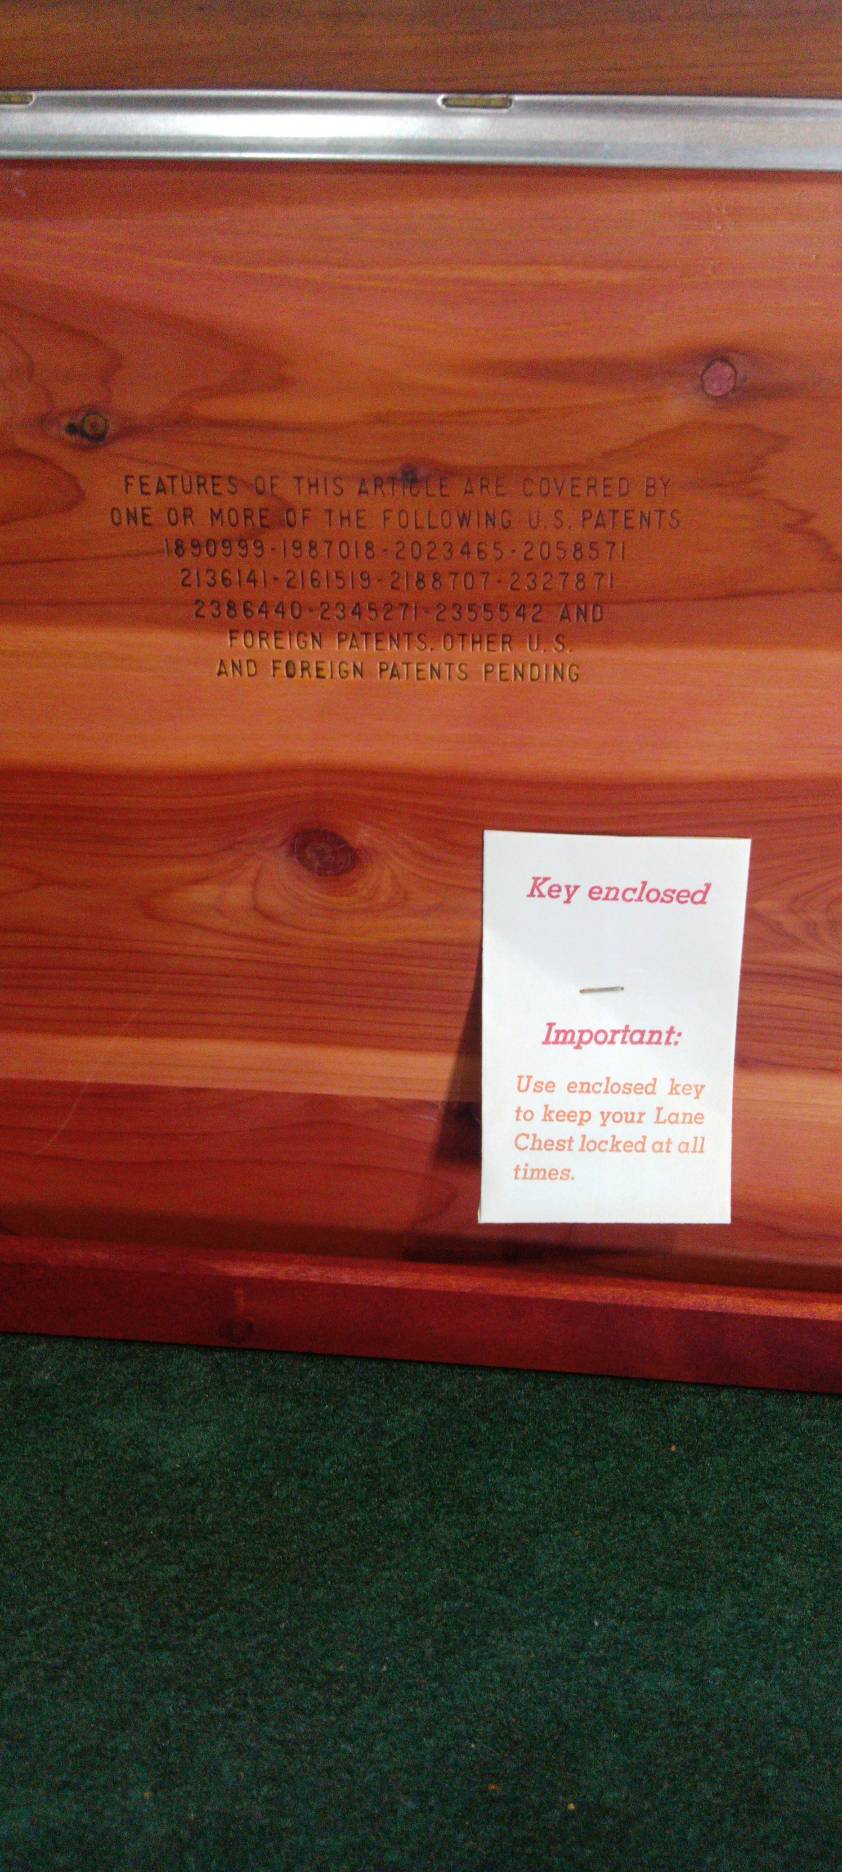 FEATURES OF THIS ARTICLE ARE COVERED BY
ONE OR MORE OF THE FOLLOWING U.S. PATENTS
1890999-1987018-2023465-2058571
2136141-2161519-2188707-2327871
2386440-2345271-2355542 AND
FOREIGN PATENTS. OTHER U.S.
AND FOREIGN PATENTS PENDING
Key enclosed
Important:
Use enclosed key
to keep your Lane
Chest locked at all
times.